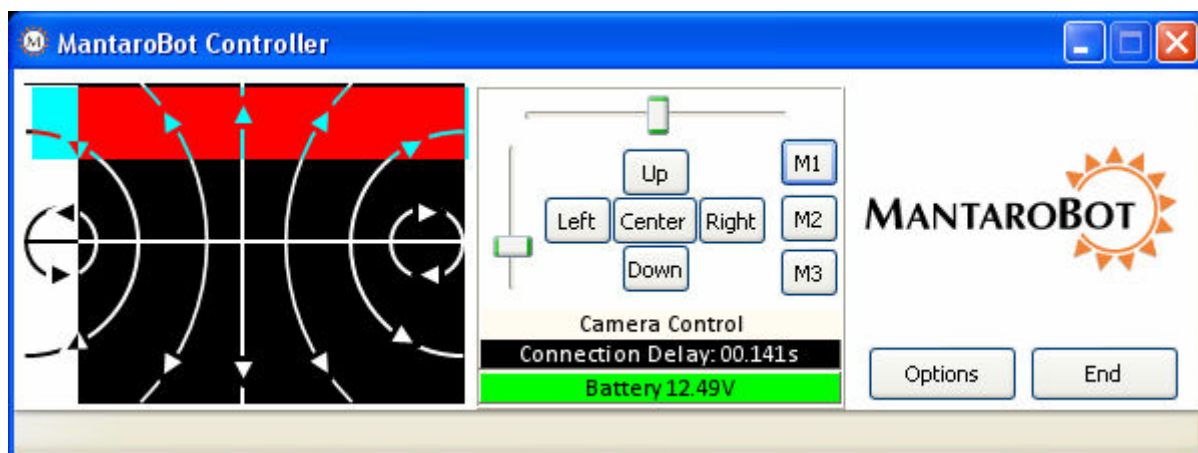 M MantaroBot Controller
Up
M1
Left Center Right
M2
Down
M3
MANTAROBOT
Camera Control
Connection Delay: 00.141s
Battery 12.49V
Options
End